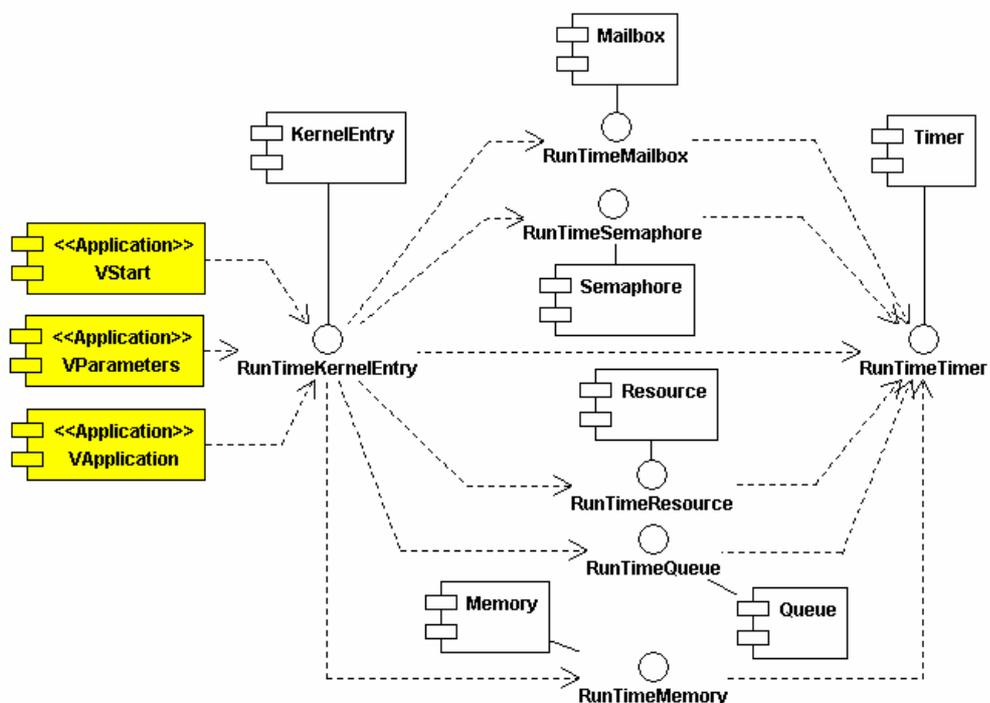 Mailbox
KernelEntry
Timer
RunTimeMailbox
<<Application>>
VStart
RunTimeSemaphore
Semaphore
<<Application>>
VParameters
RunTimeKernelEntry
RunTimeTimer
Resource
<<Application>>
VApplication
RunTimeResource
RunTimeQueue
Memory
Queue
RunTimeMemory